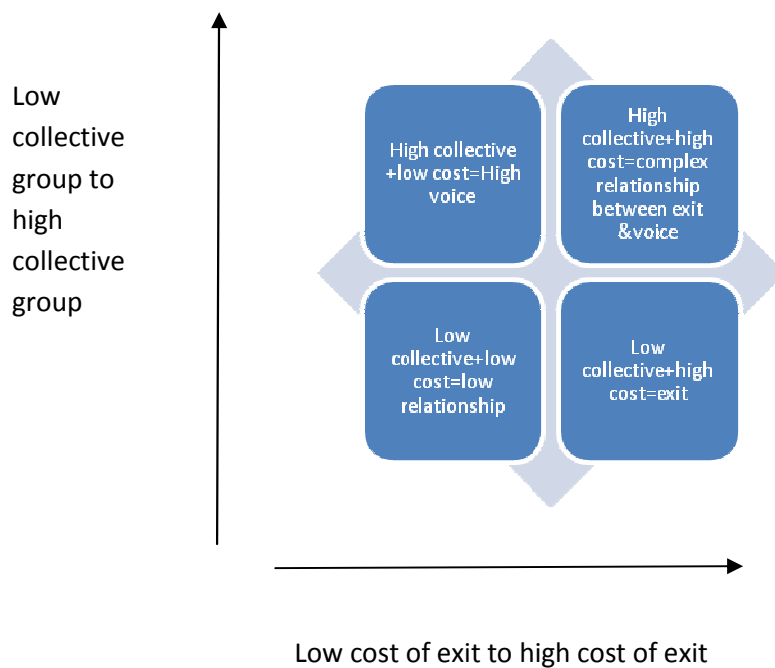 Low
collective
group to
high
collective
group
High collective
+low cost=High
voice
High
collective+high
cost=complex
relationship
between exit
&voice
Low
collective+low
cost=low
relationship
Low
collective+high
cost=exit
Low cost of exit to high cost of exit